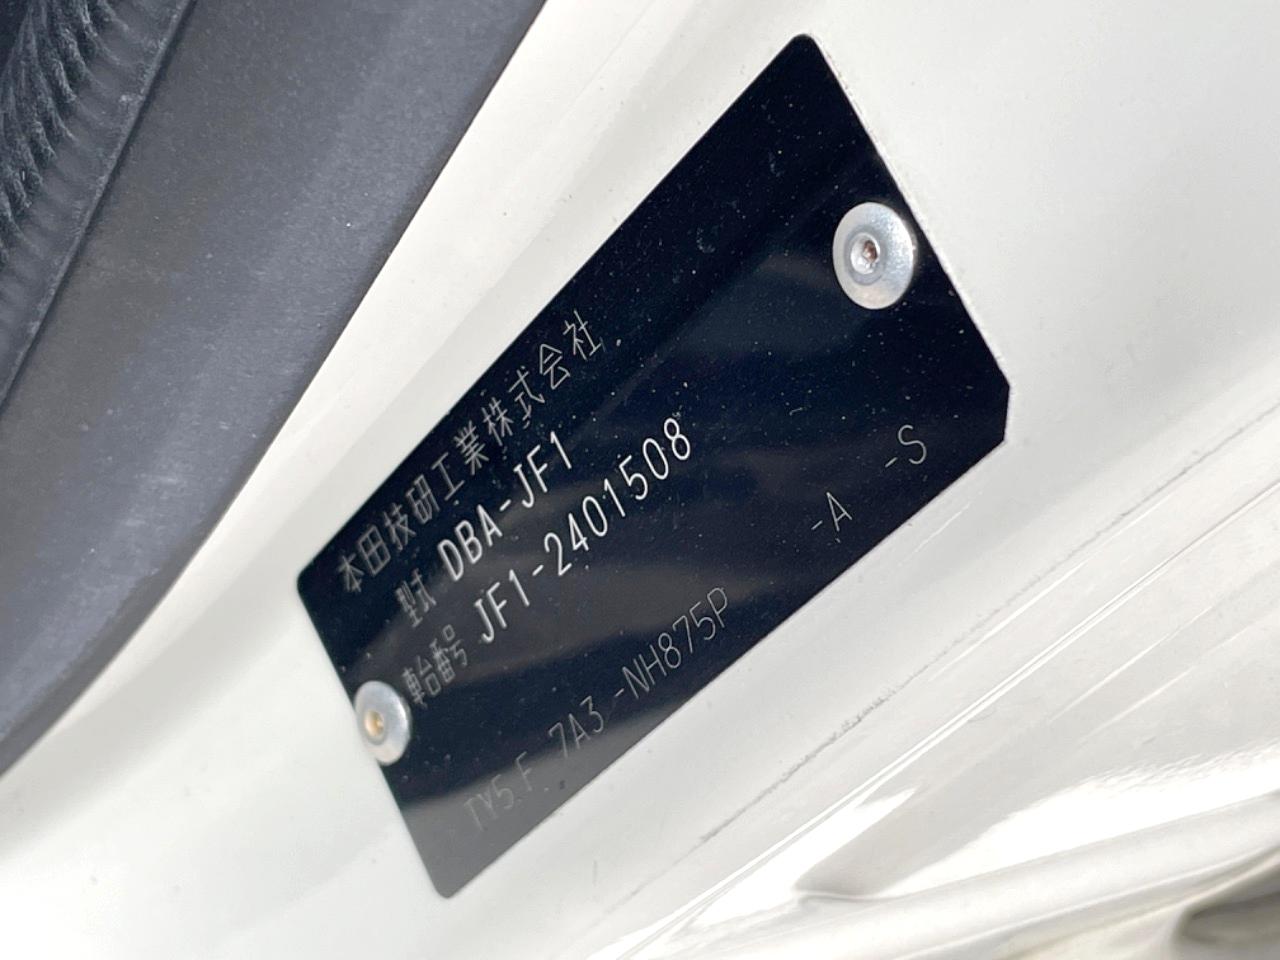 本田技研工業株式会社
型式 DBA-JF1
車台番号 JF1-2401508
TY5 F 7A3 -NH875P -A -S